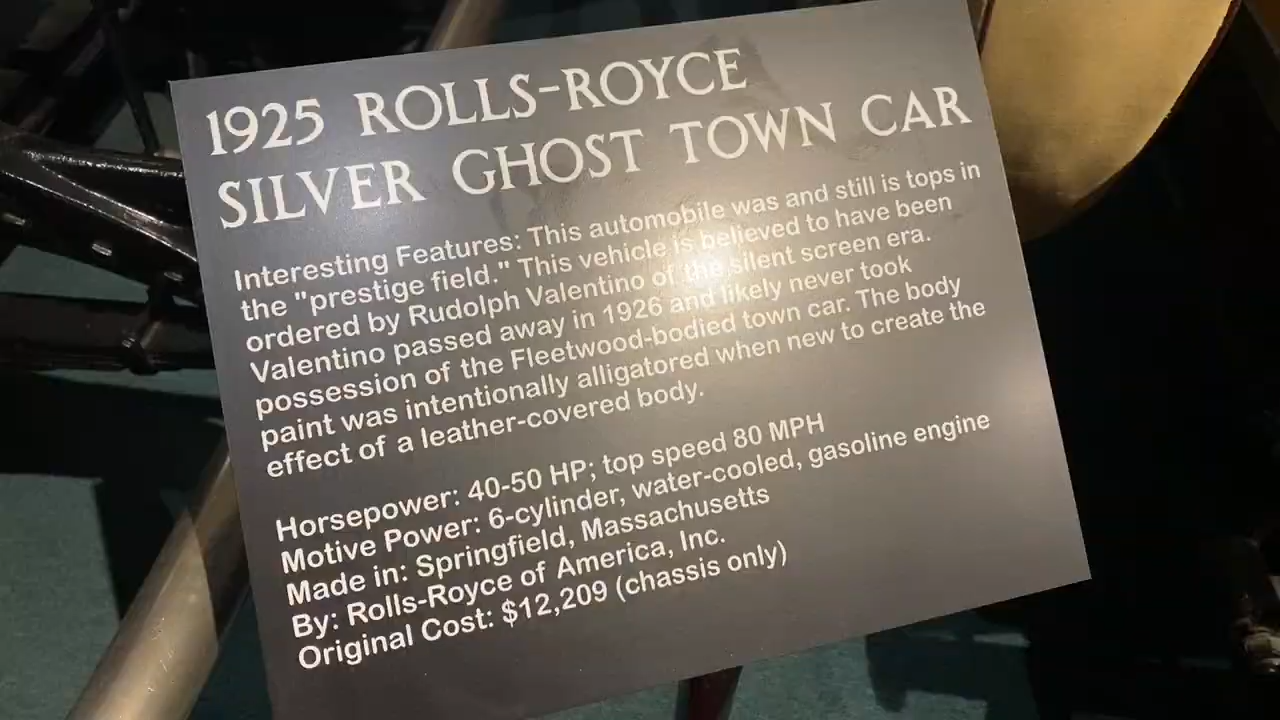 1925 ROLLS-ROYCE
SILVER GHOST TOWN CAR
Interesting Features: This automobile was and still is tops in
the "prestige field." This vehicle is believed to have been
ordered by Rudolph Valentino of the silent screen era.
Valentino passed away in 1926 and likely never took
possession of the Fleetwood-bodied town car. The body
paint was intentionally alligatored when new to create the
effect of a leather-covered body.
Horsepower: 40-50 HP; top speed 80 MPH
Motive Power: 6-cylinder, water-cooled, gasoline engine
Made in: Springfield, Massachusetts
By: Rolls-Royce of America, Inc.
Original Cost: $12,209 (chassis only)